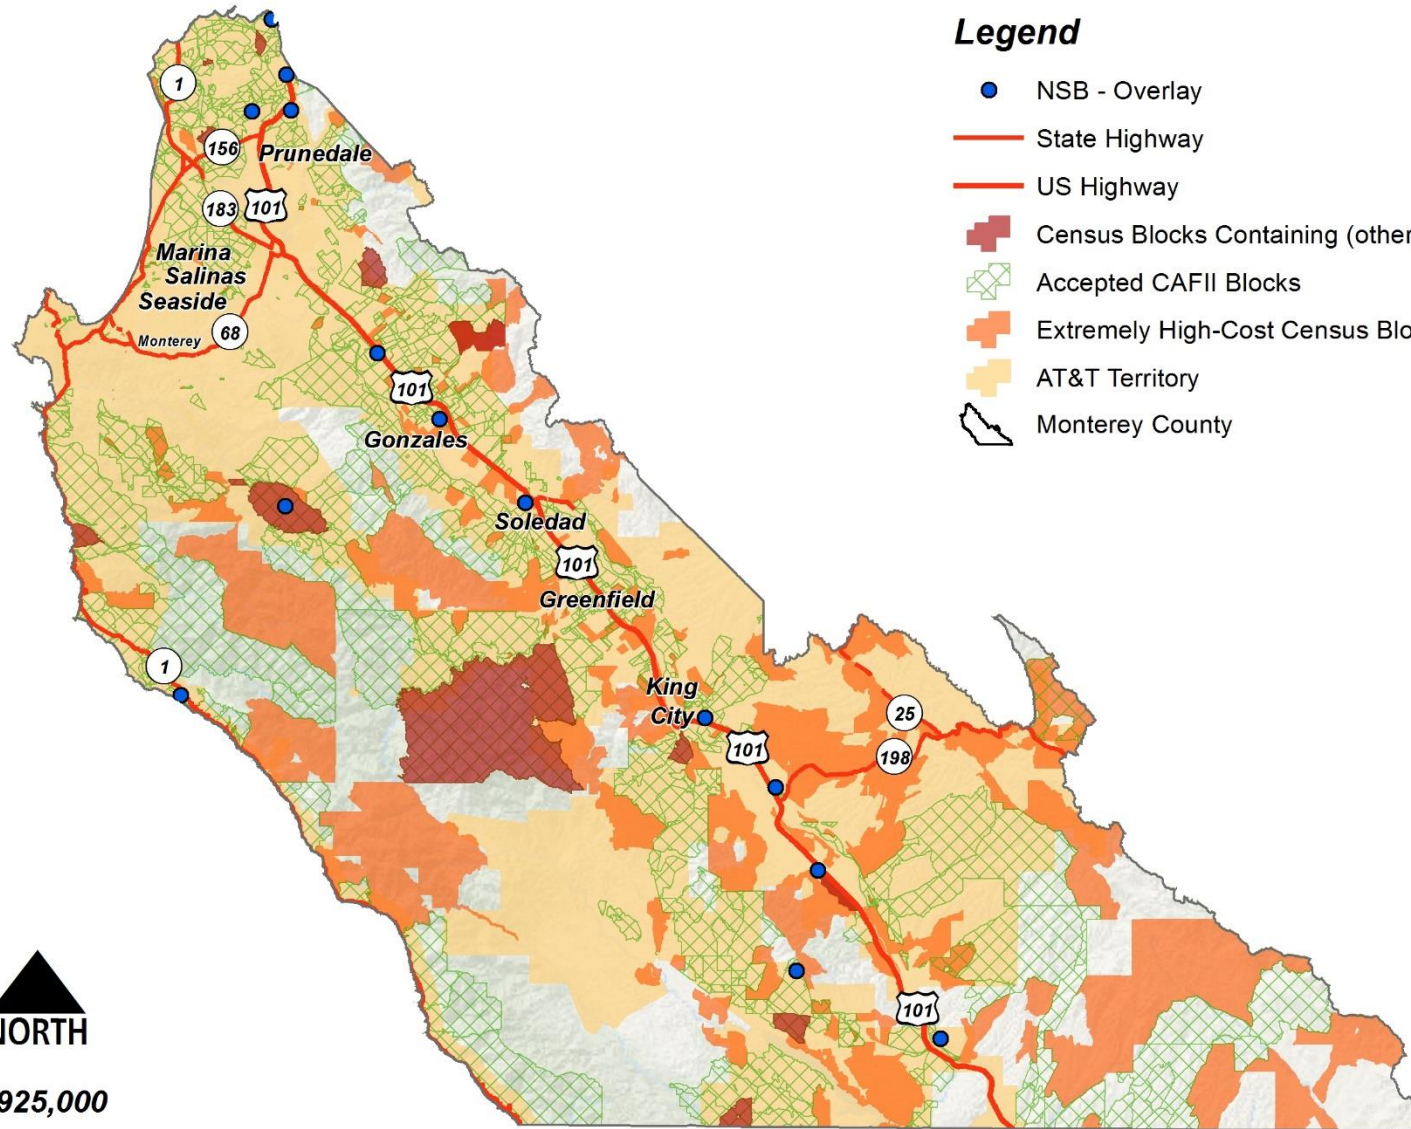 Legend
NSB - Overlay
State Highway
US Highway
Census Blocks Containing (other
Accepted CAFII Blocks
Extremely High-Cost Census Blo
AT&T Territory
Monterey County
1
156
Prunedale
183
101
Marina
Salinas
Seaside
Monterey
68
101
Gonzales
Soledad
101
Greenfield
1
King
City
25
101
198
101
NORTH
925,000